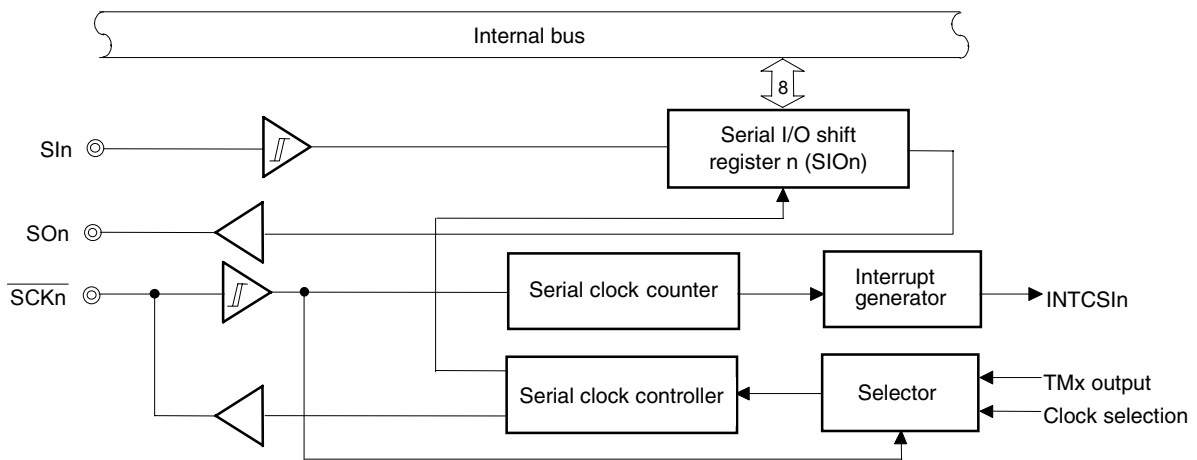 Internal bus
8
SIn
Serial I/O shift
register n (SIOn)
SOn
SCKn
Serial clock counter
Interrupt
generator
INTCSIn
Serial clock controller
Selector
TMx output
Clock selection